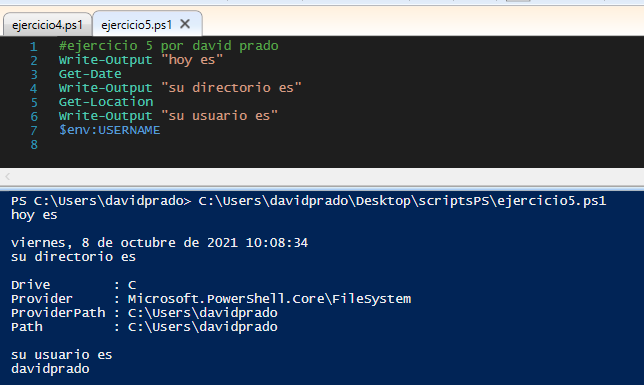 ejercicio4.ps1 ejercicio5.ps1 ✕
1 #ejercicio 5 por david prado
2 Write-Output "hoy es"
3 Get-Date
4 Write-Output "su directorio es"
5 Get-Location
6 Write-Output "su usuario es"
7 $env:USERNAME
8
PS C:\Users\davidprado> C:\Users\davidprado\Desktop\scriptsPS\ejercicio5.ps1
hoy es
viernes, 8 de octubre de 2021 10:08:34
su directorio es
Drive : C
Provider : Microsoft.PowerShell.Core\FileSystem
ProviderPath : C:\Users\davidprado
Path : C:\Users\davidprado
su usuario es
davidprado